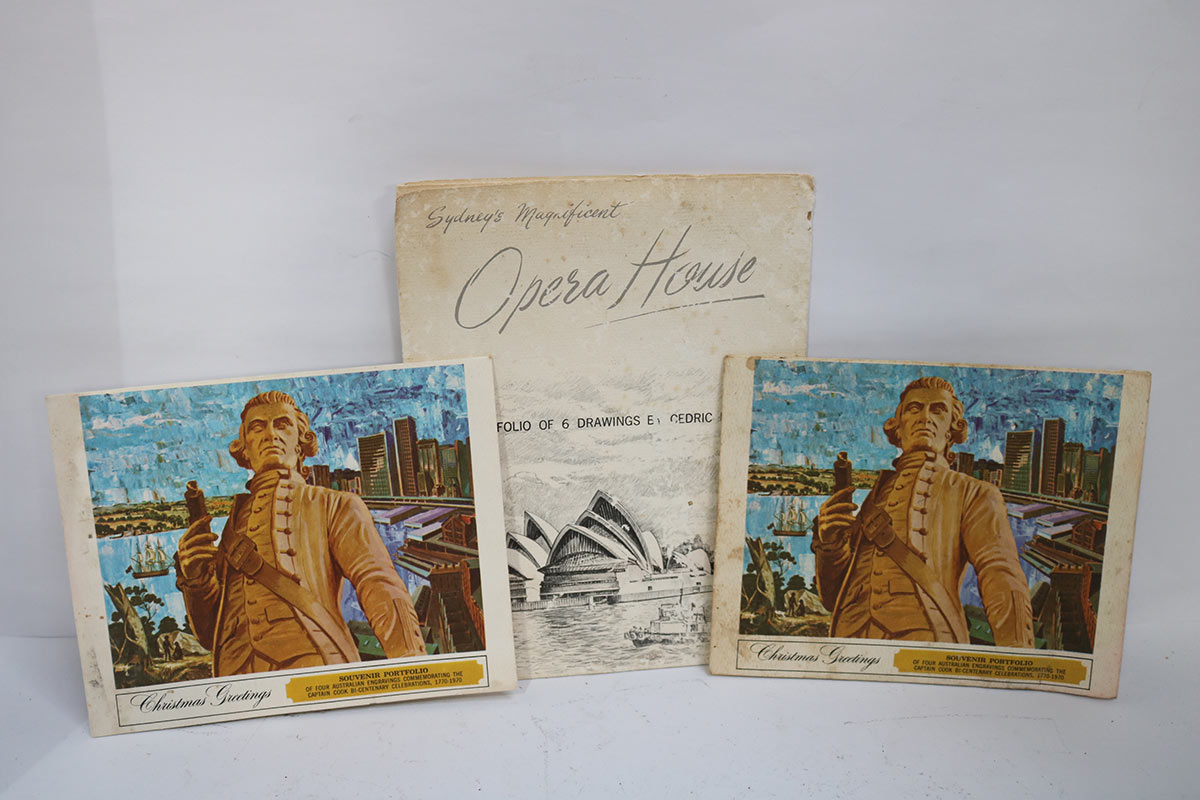 Sydney's Magnificent
Opera House
FOLIO OF 6 DRAWINGS BY CEDRIC
Christmas Greetings
SOUVENIR PORTFOLIO
OF FOUR AUSTRALIAN ENGRAVINGS COMMEMORATING THE
CAPTAIN COOK BI-CENTENARY CELEBRATIONS, 1770-1970
Christmas Greetings
SOUVENIR PORTFOLIO
OF FOUR AUSTRALIAN ENGRAVINGS COMMEMORATING THE
CAPTAIN COOK BI-CENTENARY CELEBRATIONS, 1770-1970